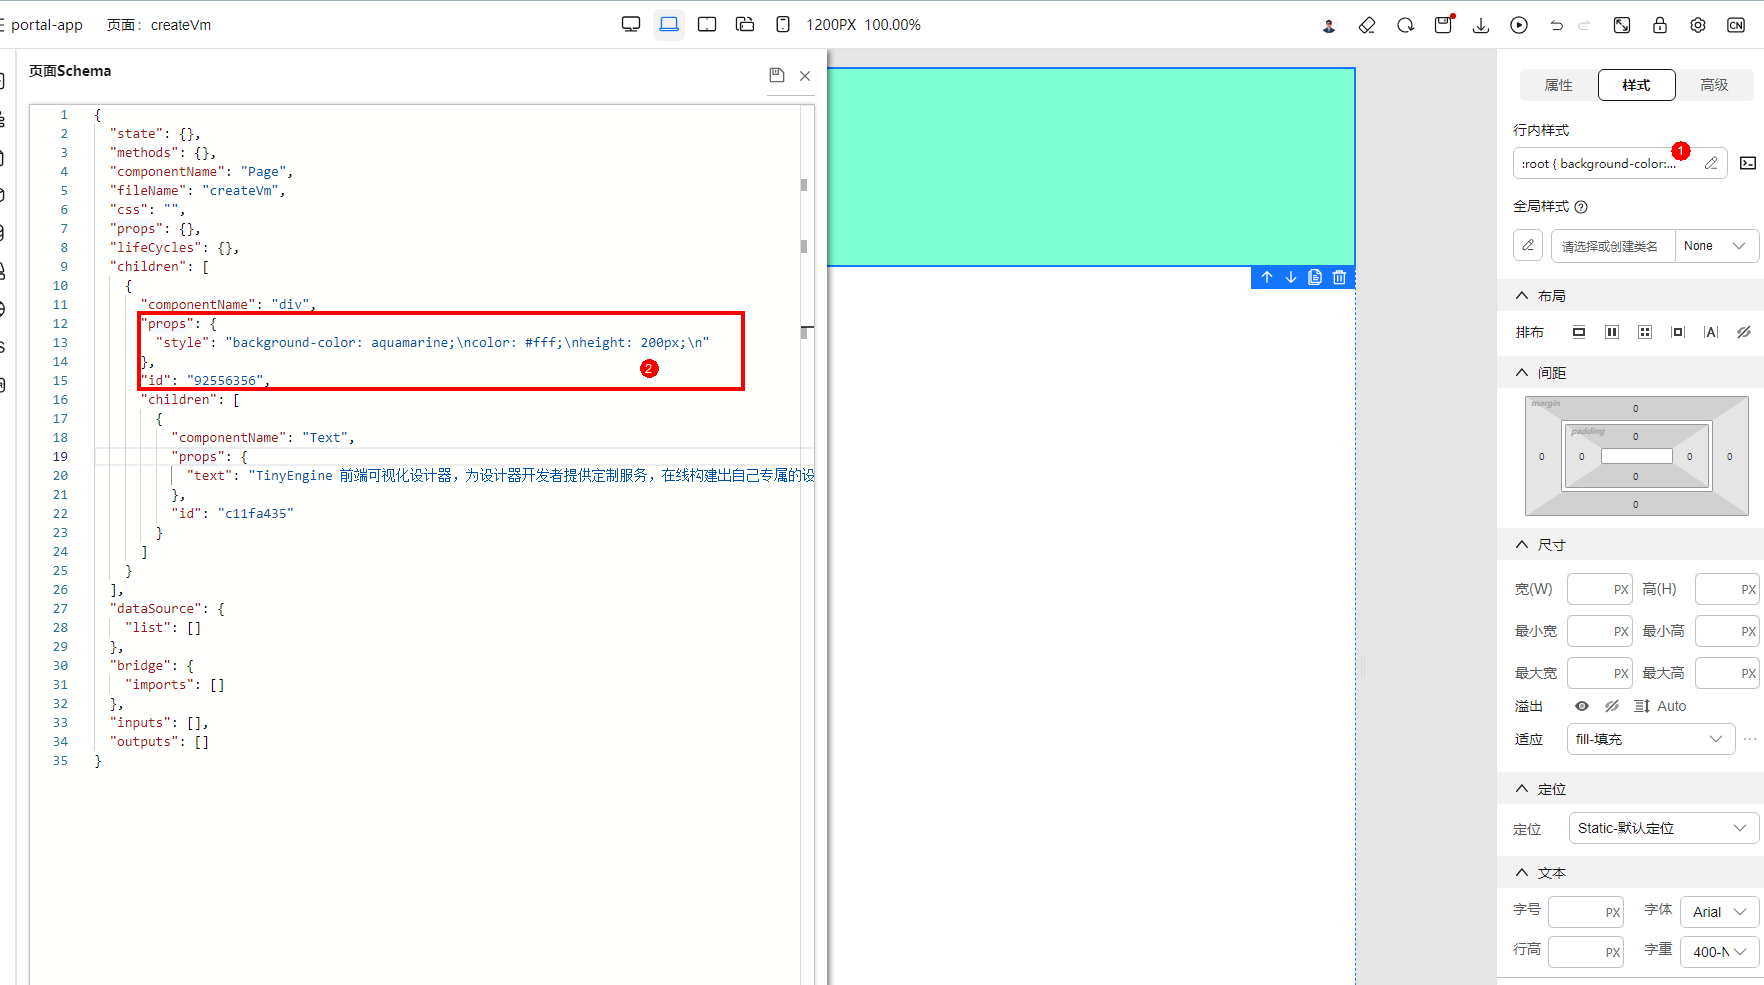 portal-app 页面： createVm 1200PX 100.00% CN
页面Schema
1 {
2 "state": {},
3 "methods": {},
4 "componentName": "Page",
5 "fileName": "createVm",
6 "css": "",
7 "props": {},
8 "lifeCycles": {},
9 "children": [
10 {
11 "componentName": "div",
12 "props": {
13 "style": "background-color: aquamarine;\ncolor: #fff;\nheight: 200px;\n"
14 },
2
15 "id": "92556356",
16 "children": [
17 {
18 "componentName": "Text",
19 "props": {
20 "text": "TinyEngine 前端可视化设计器，为设计器开发者提供定制服务，在线构建出自己专属的设
21 },
22 "id": "c11fa435"
23 }
24 ]
25 }
26 ],
27 "dataSource": {
28 "list": []
29 },
30 "bridge": {
31 "imports": []
32 },
33 "inputs": [],
34 "outputs": []
35 }
属性 样式 高级
行内样式
1
:root { background-color:...
全局样式
请选择或创建类名 None
布局
排布
间距
margin 0
padding 0
0 0 0 0
0
0
尺寸
宽(W) PX 高(H) PX
最小宽 PX 最小高 PX
最大宽 PX 最大高 PX
溢出 Auto
适应 fill-填充
定位
定位 Static-默认定位
文本
字号 PX 字体 Arial
行高 PX 字重 400-N